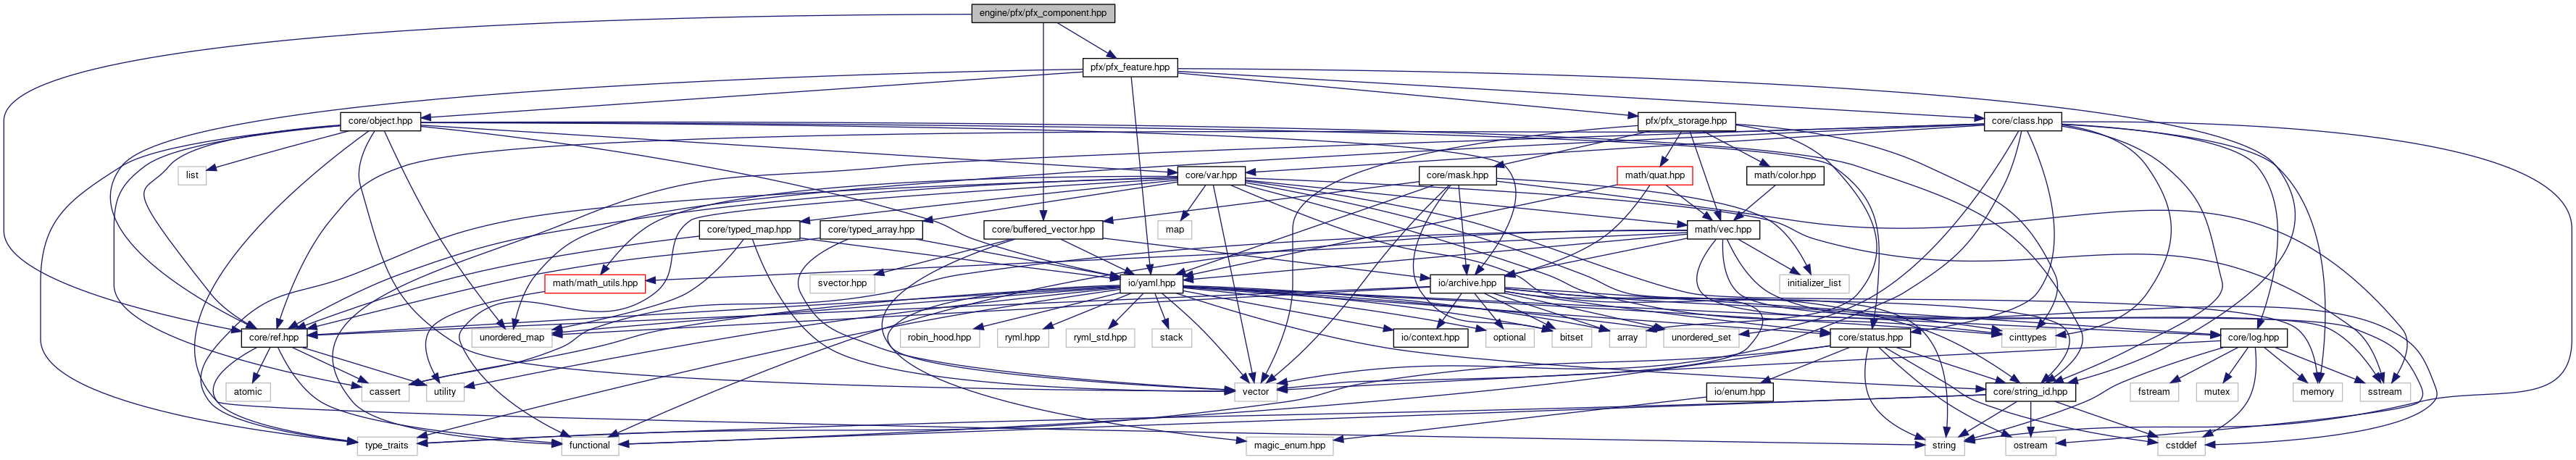 engine/pfx/pfx_component.hpp
pfx/pfx_feature.hpp
core/object.hpp
pfx/pfx_storage.hpp
core/class.hpp
list
core/var.hpp
core/mask.hpp
math/quat.hpp
math/color.hpp
map
core/typed_map.hpp
core/typed_array.hpp
core/buffered_vector.hpp
math/vec.hpp
svector.hpp
math/math_utils.hpp
io/yaml.hpp
io/archive.hpp
initializer_list
core/ref.hpp
unordered_map
robin_hood.hpp
ryml.hpp
ryml_std.hpp
stack
io/context.hpp
optional
bitset
array
unordered_set
core/status.hpp
cinttypes
core/log.hpp
atomic
cassert
utility
vector
io/enum.hpp
core/string_id.hpp
fstream
mutex
memory
sstream
type_traits
functional
magic_enum.hpp
string
ostream
cstddef